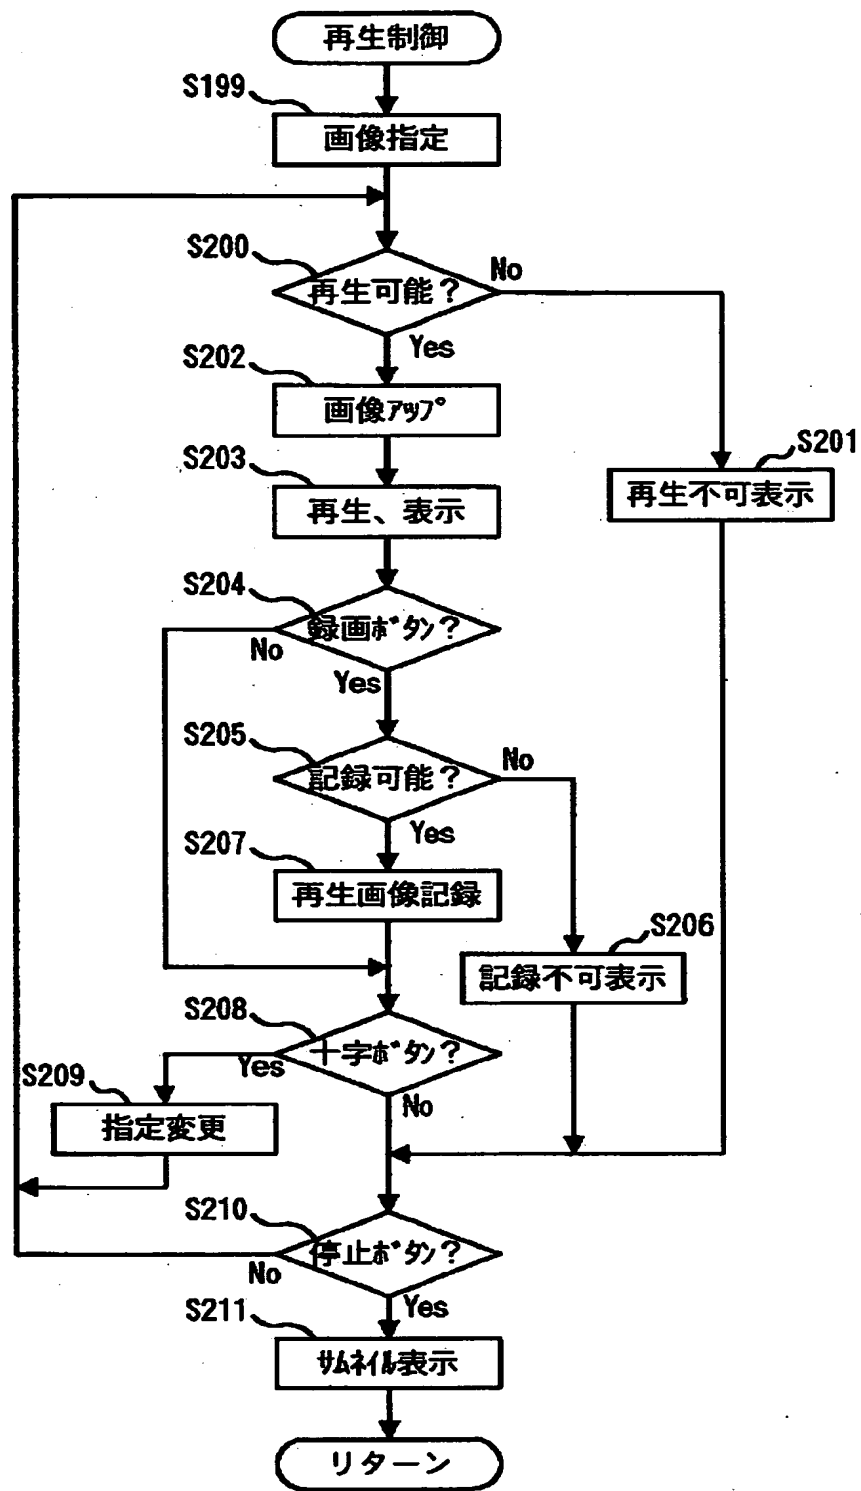 再生制御
S199
画像指定
S200
再生可能？
No
Yes
S202
画像ｱｯﾌﾟ
S201
再生不可表示
S203
再生、表示
S204
録画ﾎﾞﾀﾝ？
No
Yes
S205
記録可能？
No
Yes
S207
再生画像記録
S206
記録不可表示
S208
十字ﾎﾞﾀﾝ？
Yes
No
S209
指定変更
S210
停止ﾎﾞﾀﾝ？
No
Yes
S211
ｻﾑﾈｲﾙ表示
リターン